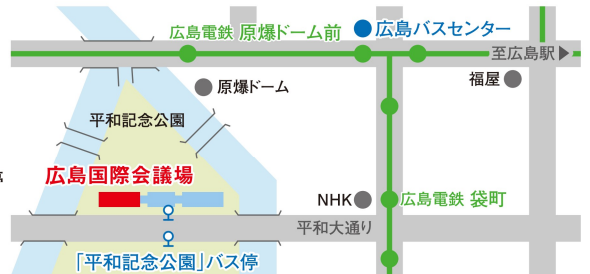 広島電鉄 原爆ドーム前
広島バスセンター
至広島駅
福屋
原爆ドーム
平和記念公園
広島国際会議場
NHK
広島電鉄 袋町
平和大通り
「平和記念公園」バス停